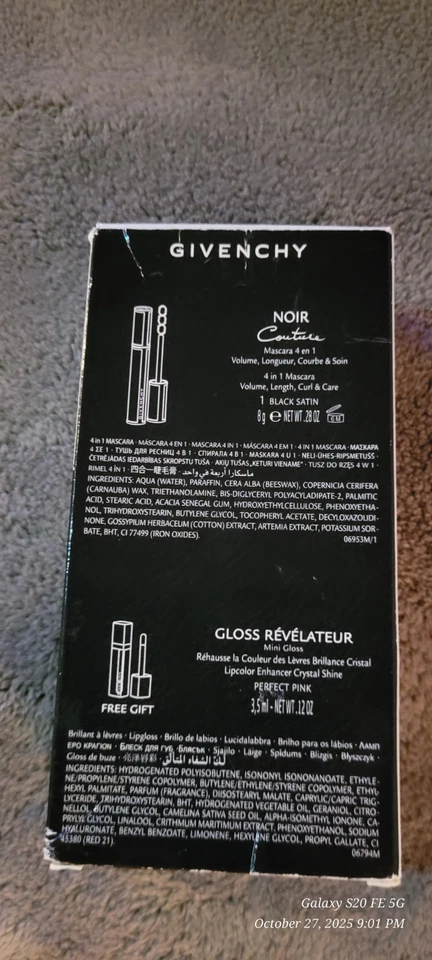 GIVENCHY
NOIR
Couture
Mascara 4 en 1
Volume, Longueur, Courbe & Soin
4 in 1 Mascara
Volume, Length, Curl & Care
1 BLACK SATIN
8 g ℮ NET WT .28 OZ
4 in 1 MASCARA · MÁSCARA 4 EN 1 · MASCARA 4 IN 1 · MÁSCARA 4 EM 1 · 4 IN 1 MASCARA · ΜΑΣΚΑΡΑ
4 ΣΕ 1 · ТУШЬ ДЛЯ РЕСНИЦ 4 В 1 · СПИРАЛА 4 В 1 · MASKARA 4 U 1 · NELI-ÜHES-RIPSMETUŠŠ ·
ČETRĒJĀDAS IEDARBĪBAS SKROPSTU TUŠA · AKIŲ TUŠAS „KETURI VIENAME" · TUSZ DO RZĘS 4 W 1 ·
RIMEL 4 ÎN 1 · 四合一睫毛膏 · ماسكارا أربعة في واحد
INGREDIENTS: AQUA (WATER), PARAFFIN, CERA ALBA (BEESWAX), COPERNICIA CERIFERA
(CARNAUBA) WAX, TRIETHANOLAMINE, BIS-DIGLYCERYL POLYACYLADIPATE-2, PALMITIC
ACID, STEARIC ACID, ACACIA SENEGAL GUM, HYDROXYETHYLCELLULOSE, PHENOXYETHA-
NOL, TRIHYDROXYSTEARIN, BUTYLENE GLYCOL, TOCOPHERYL ACETATE, DECYLOXAZOLIDI-
NONE, GOSSYPIUM HERBACEUM (COTTON) EXTRACT, ARTEMIA EXTRACT, POTASSIUM SOR-
BATE, BHT, CI 77499 (IRON OXIDES).
06953M/1
GLOSS RÉVÉLATEUR
Mini Gloss
Réhausse la Couleur des Lèvres Brillance Cristal
Lipcolor Enhancer Crystal Shine
PERFECT PINK
3,5 ml - NET WT .12 OZ
FREE GIFT
Brillant à lèvres · Lipgloss · Brillo de labios · Lucidalabbra · Brilho para os lábios · ΛΑΜΠ
ΕΡΟ ΚΡΑΓΙΟΝ · БЛЕСК ДЛЯ ГУБ · БЛЯСЪК · Sjajilo · Läige · Spīdums · Blizgis · Błyszczyk ·
Gloss de buze ·
INGREDIENTS: HYDROGENATED POLYISOBUTENE, ISONONYL ISONONANOATE, ETHYLE-
NE/PROPYLENE/STYRENE COPOLYMER, BUTYLENE/ETHYLENE/STYRENE COPOLYMER, ETHYL-
HEXYL PALMITATE, PARFUM (FRAGRANCE), DIISOSTEARYL MALATE, CAPRYLIC/CAPRIC TRIG-
LYCERIDE, TRIHYDROXYSTEARIN, BHT, HYDROGENATED VEGETABLE OIL, GERANIOL, CITRO-
NELLOL, BUTYLENE GLYCOL, CAMELINA SATIVA SEED OIL, ALPHA-ISOMETHYL IONONE, CA-
PRYLYL GLYCOL, LINALOOL, CRITHMUM MARITIMUM EXTRACT, PHENOXYETHANOL, SODIUM
HYALURONATE, BENZYL BENZOATE, LIMONENE, HEXYLENE GLYCOL, PROPYL GALLATE, CI
45380 (RED 21).
06794M
Galaxy S20 FE 5G
October 27, 2025 9:01 PM